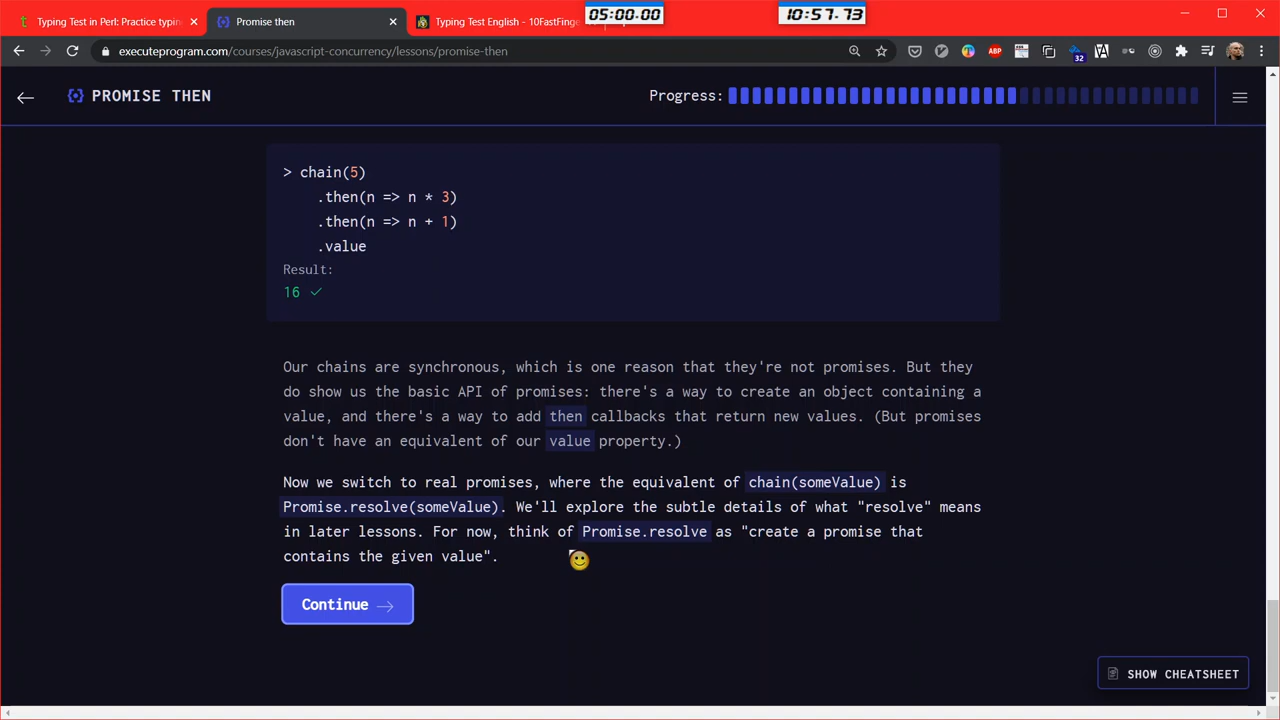 Typing Test in Perl: Practice typin
Promise then
Typing Test English - 10FastFinge
05:00.00
10:57.73
executeprogram.com/courses/javascript-concurrency/lessons/promise-then
ABP
32
PROMISE THEN
Progress:
> chain(5)
.then(n => n * 3)
.then(n => n + 1)
.value
Result:
16 ✓
Our chains are synchronous, which is one reason that they're not promises. But they
do show us the basic API of promises: there's a way to create an object containing a
value, and there's a way to add then callbacks that return new values. (But promises
don't have an equivalent of our value property.)
Now we switch to real promises, where the equivalent of chain(someValue) is
Promise.resolve(someValue). We'll explore the subtle details of what "resolve" means
in later lessons. For now, think of Promise.resolve as "create a promise that
contains the given value".
Continue →
SHOW CHEATSHEET